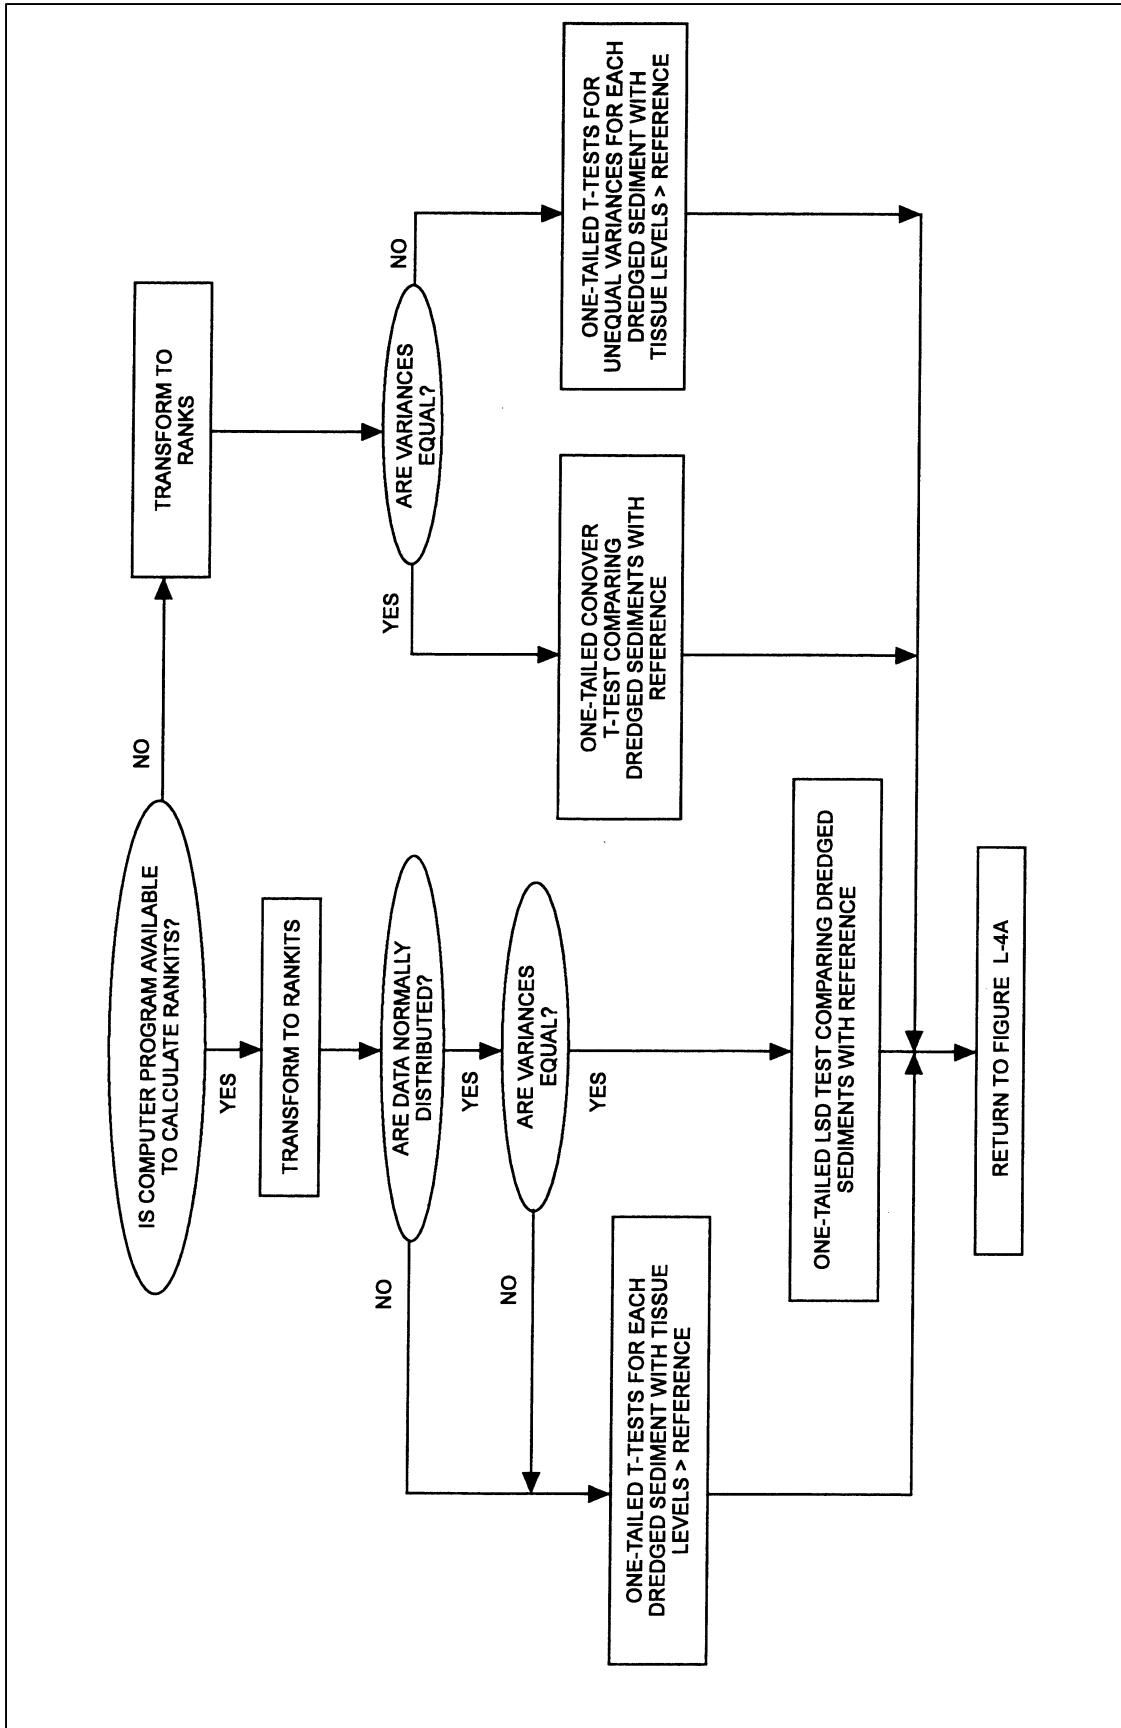 IS COMPUTER PROGRAM AVAILABLE
TO CALCULATE RANKITS?
NO
TRANSFORM TO
RANKS
YES
TRANSFORM TO RANKITS
ARE DATA NORMALLY
DISTRIBUTED?
NO
YES
ARE VARIANCES
EQUAL?
NO
YES
ARE VARIANCES
EQUAL?
YES
NO
ONE-TAILED T-TESTS FOR EACH
DREDGED SEDIMENT WITH TISSUE
LEVELS > REFERENCE
ONE-TAILED CONOVER
T-TEST COMPARING
DREDGED SEDIMENTS WITH
REFERENCE
ONE-TAILED T-TESTS FOR
UNEQUAL VARIANCES FOR EACH
DREDGED SEDIMENT WITH
TISSUE LEVELS > REFERENCE
ONE-TAILED LSD TEST COMPARING DREDGED
SEDIMENTS WITH REFERENCE
RETURN TO FIGURE L-4A